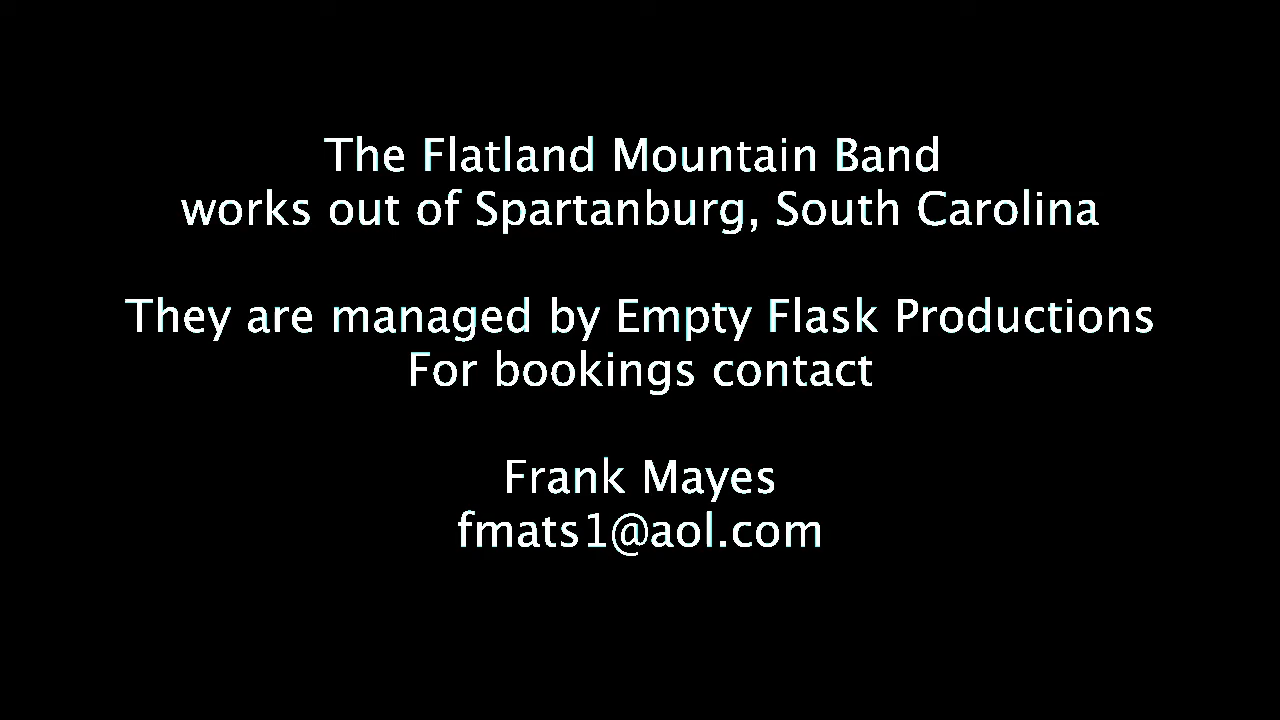 The Flatland Mountain Band
works out of Spartanburg, South Carolina
They are managed by Empty Flask Productions
For bookings contact
Frank Mayes
fmats1@aol.com